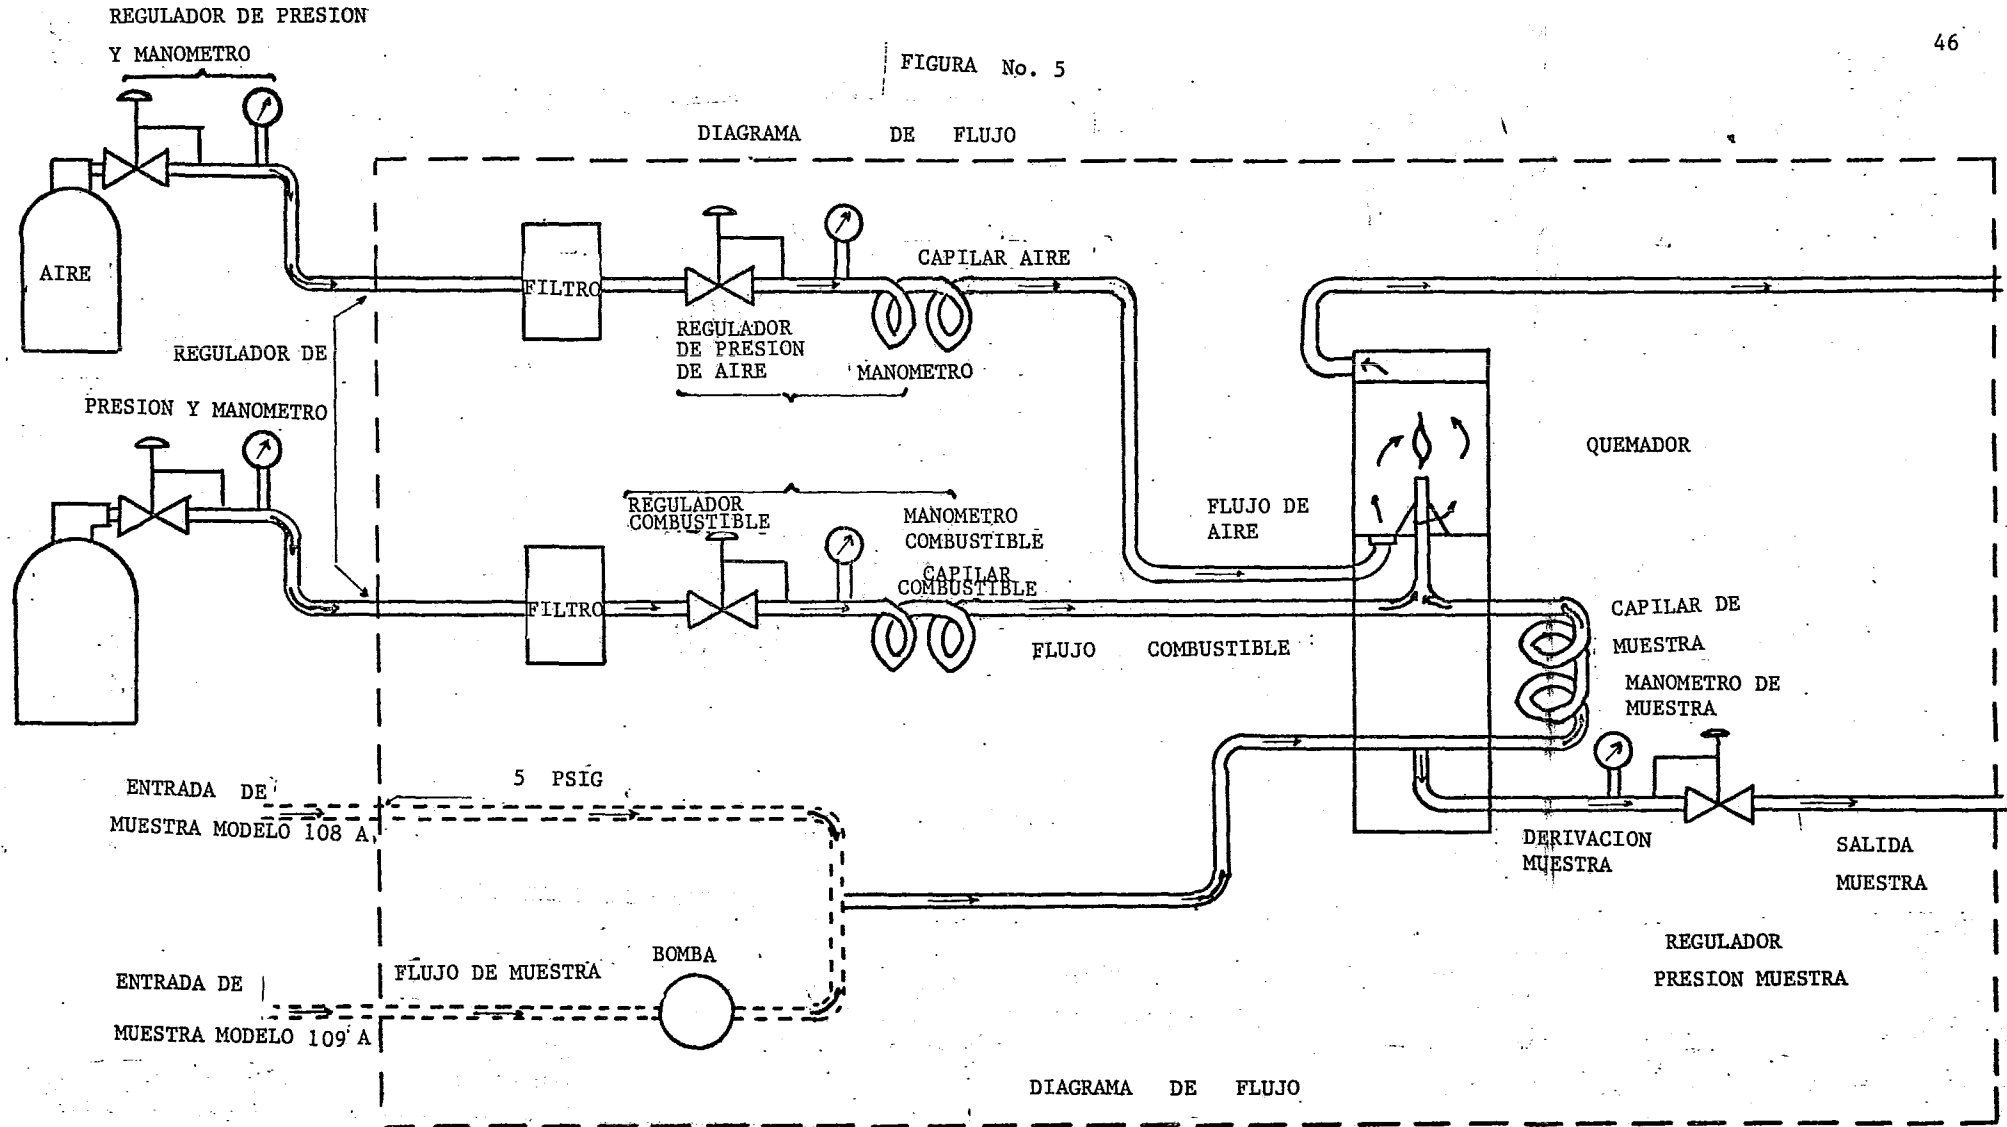 REGULADOR DE PRESION
Y MANOMETRO
46
FIGURA No. 5
DIAGRAMA DE FLUJO
AIRE
FILTRO
CAPILAR AIRE
REGULADOR
DE PRESION
DE AIRE
MANOMETRO
REGULADOR DE
PRESION Y MANOMETRO
QUEMADOR
REGULADOR
COMBUSTIBLE
MANOMETRO
COMBUSTIBLE
CAPILAR
COMBUSTIBLE
FLUJO DE
AIRE
FILTRO
FLUJO COMBUSTIBLE
CAPILAR DE
MUESTRA
MANOMETRO DE
MUESTRA
ENTRADA DE
MUESTRA MODELO 108 A
5 PSIG
DERIVACION
MUESTRA
SALIDA
MUESTRA
REGULADOR
PRESION MUESTRA
BOMBA
FLUJO DE MUESTRA
ENTRADA DE
MUESTRA MODELO 109 A
DIAGRAMA DE FLUJO